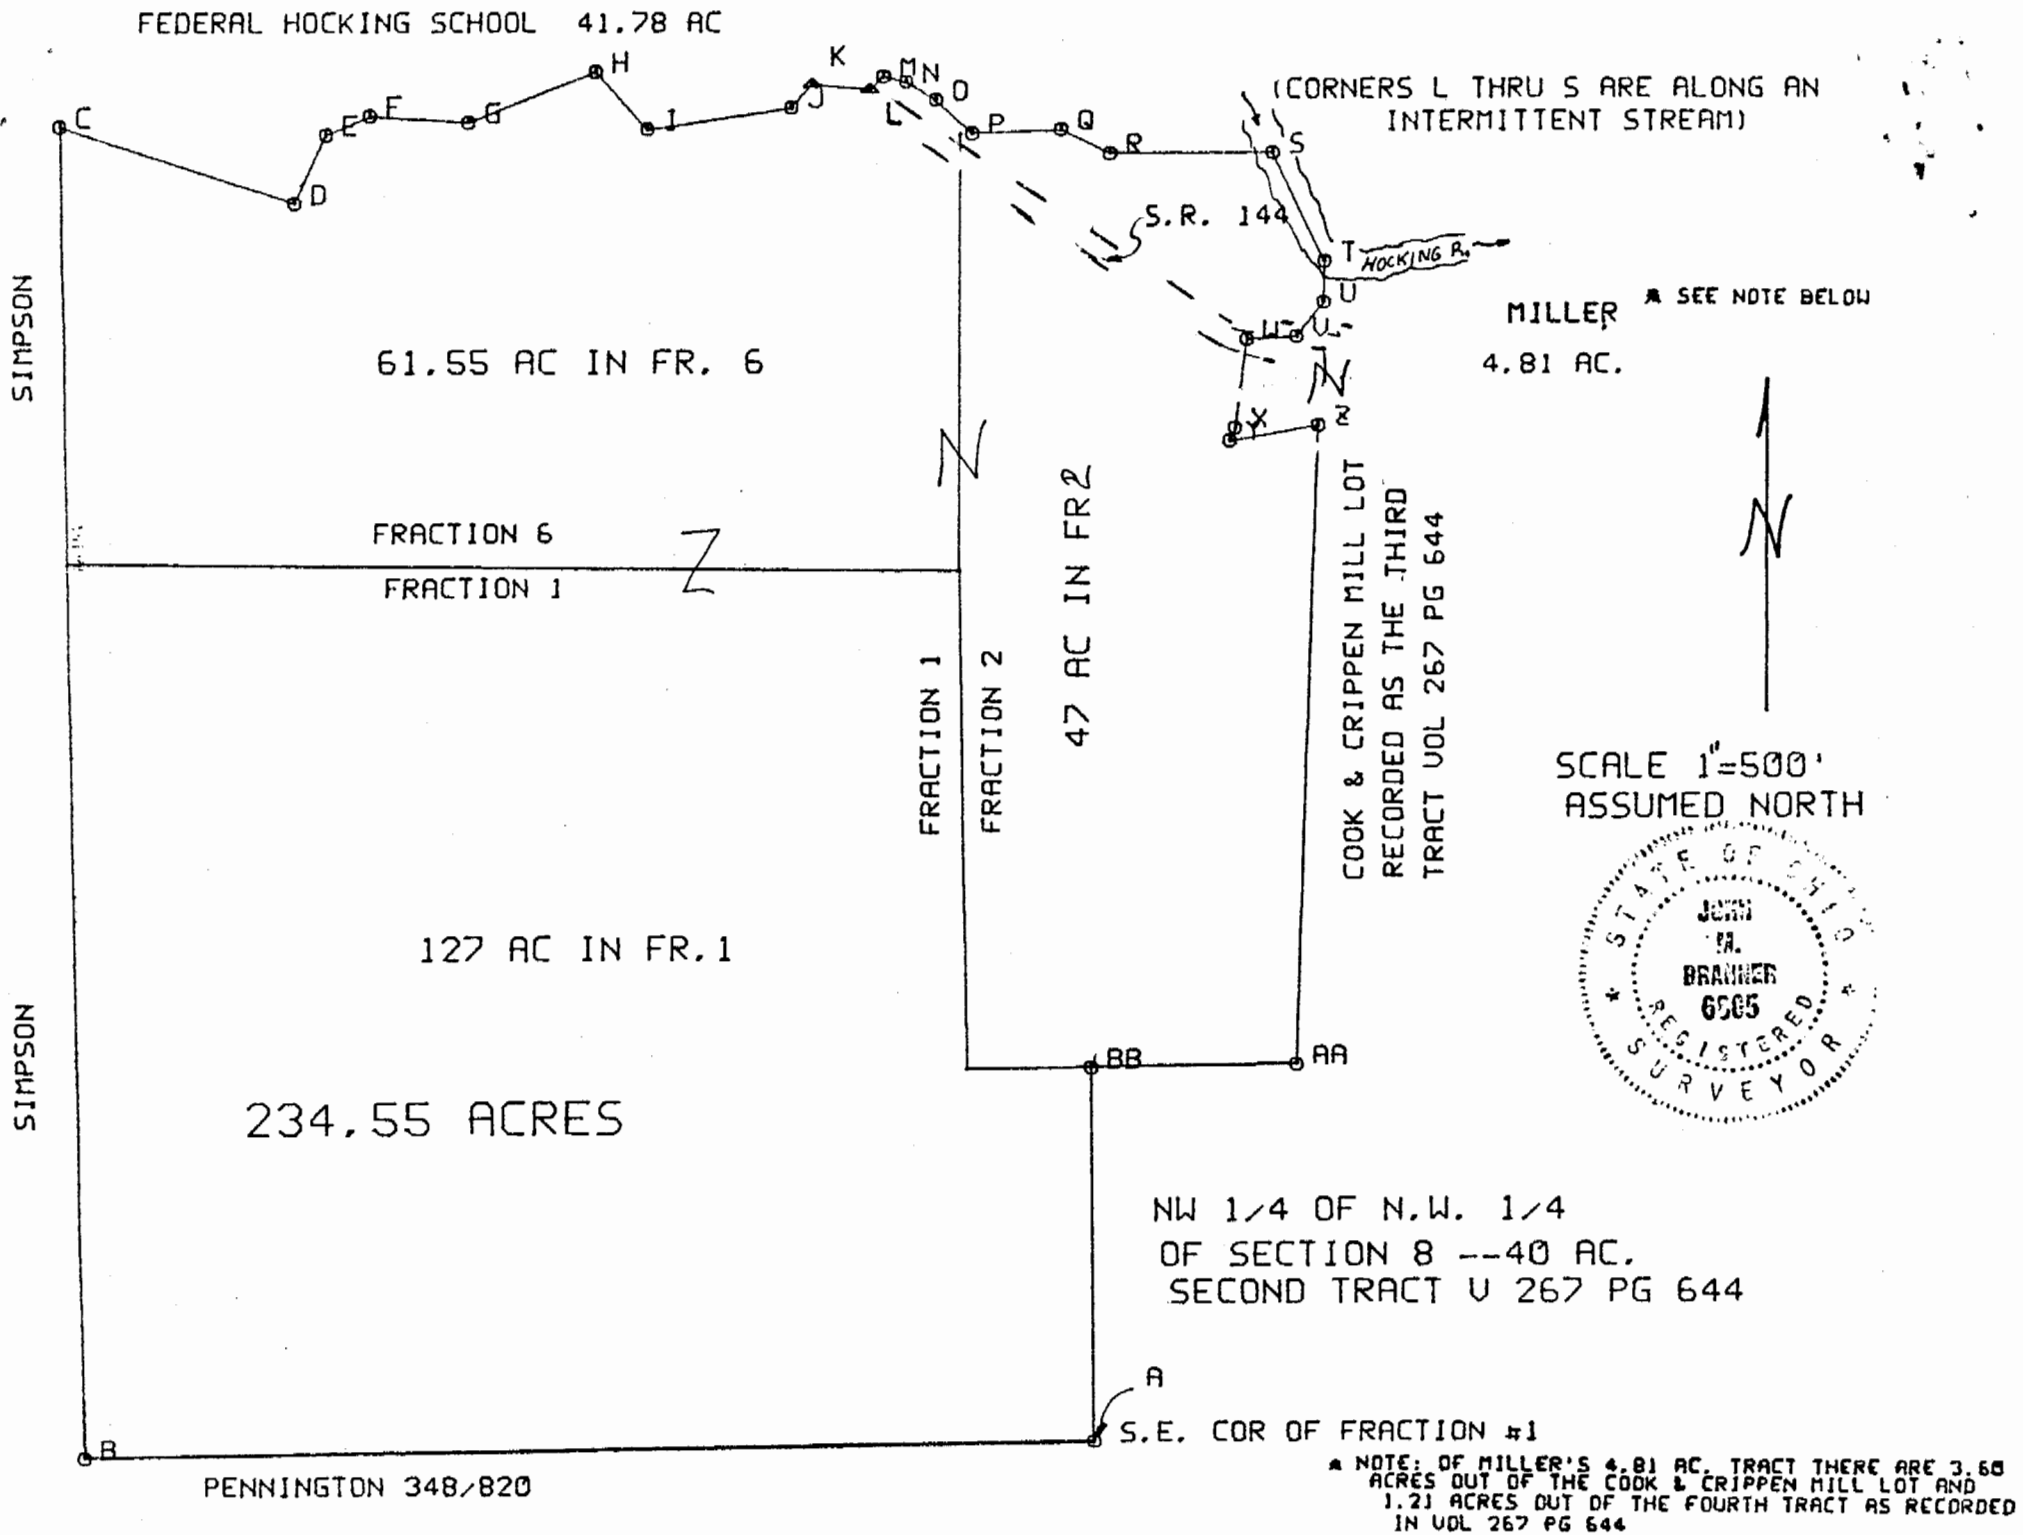 FEDERAL HOCKING SCHOOL 41.78 AC
(CORNERS L THRU S ARE ALONG AN
INTERMITTENT STREAM)
C
D
E
F
G
H
I
J
K
L
M
N
O
P
Q
R
S
S.R. 144
T
HOCKING R.
U
V
W
X
Y
Z
MILLER
4.81 AC.
* SEE NOTE BELOW
SIMPSON
61.55 AC IN FR. 6
N
N
FRACTION 6
Z
FRACTION 1
FRACTION 1
FRACTION 2
47 AC IN FR2
COOK & CRIPPEN MILL LOT
RECORDED AS THE THIRD
TRACT VOL 267 PG 644
N
SCALE 1"=500'
ASSUMED NORTH
STATE OF OHIO
JOHN
M.
BRANNER
REGISTERED
SURVEYOR
127 AC IN FR.1
SIMPSON
234.55 ACRES
BB
AA
NW 1/4 OF N.W. 1/4
OF SECTION 8 --40 AC.
SECOND TRACT V 267 PG 644
A
S.E. COR OF FRACTION #1
B
PENNINGTON 348/820
* NOTE: OF MILLER'S 4.81 AC. TRACT THERE ARE 3.60
ACRES OUT OF THE COOK & CRIPPEN MILL LOT AND
1.21 ACRES OUT OF THE FOURTH TRACT AS RECORDED
IN VOL 267 PG 644